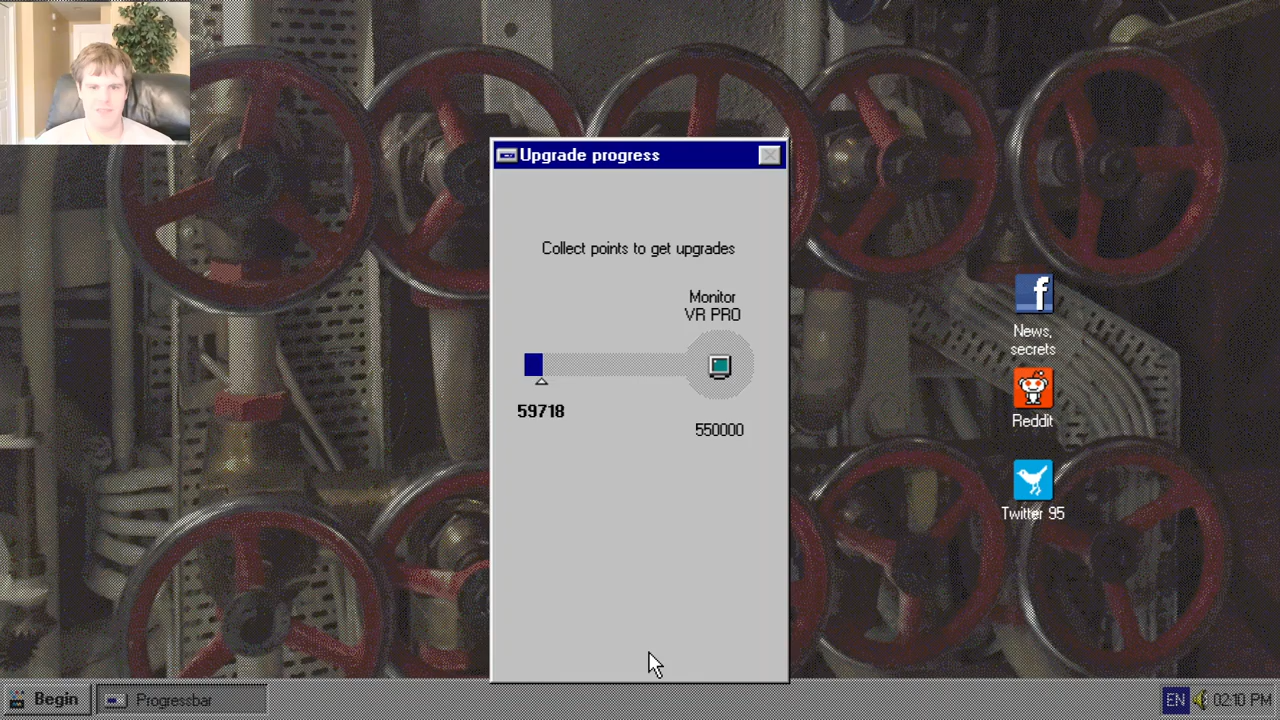 Upgrade progress
Collect points to get upgrades
Monitor
VR PRO
59718
550000
News,
secrets
Reddit
Twitter 95
Begin
Progressbar
EN
02:10 PM